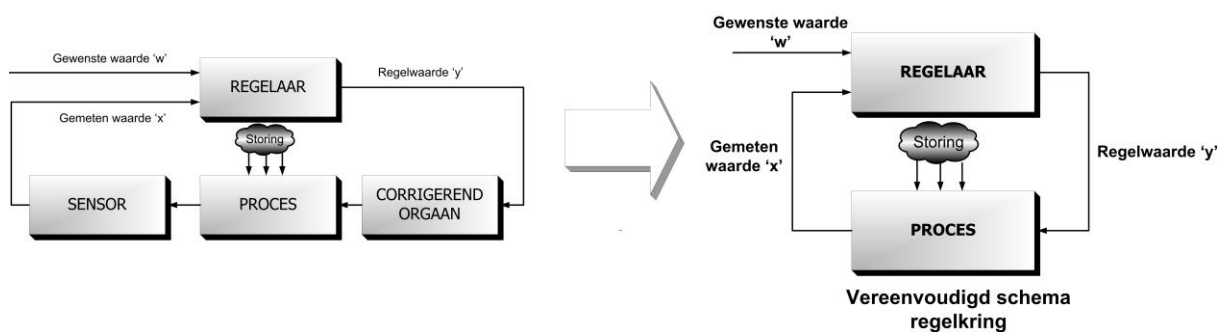 Gewenste waarde ‘w’
REGELAAR
Regelwaarde ‘y’
Gemeten waarde ‘x’
Storing
SENSOR
PROCES
CORRIGEREND
ORGAAN
Gewenste waarde
‘w’
REGELAAR
Gemeten
waarde ‘x’
Storing
Regelwaarde ‘y’
PROCES
Vereenvoudigd schema
regelkring